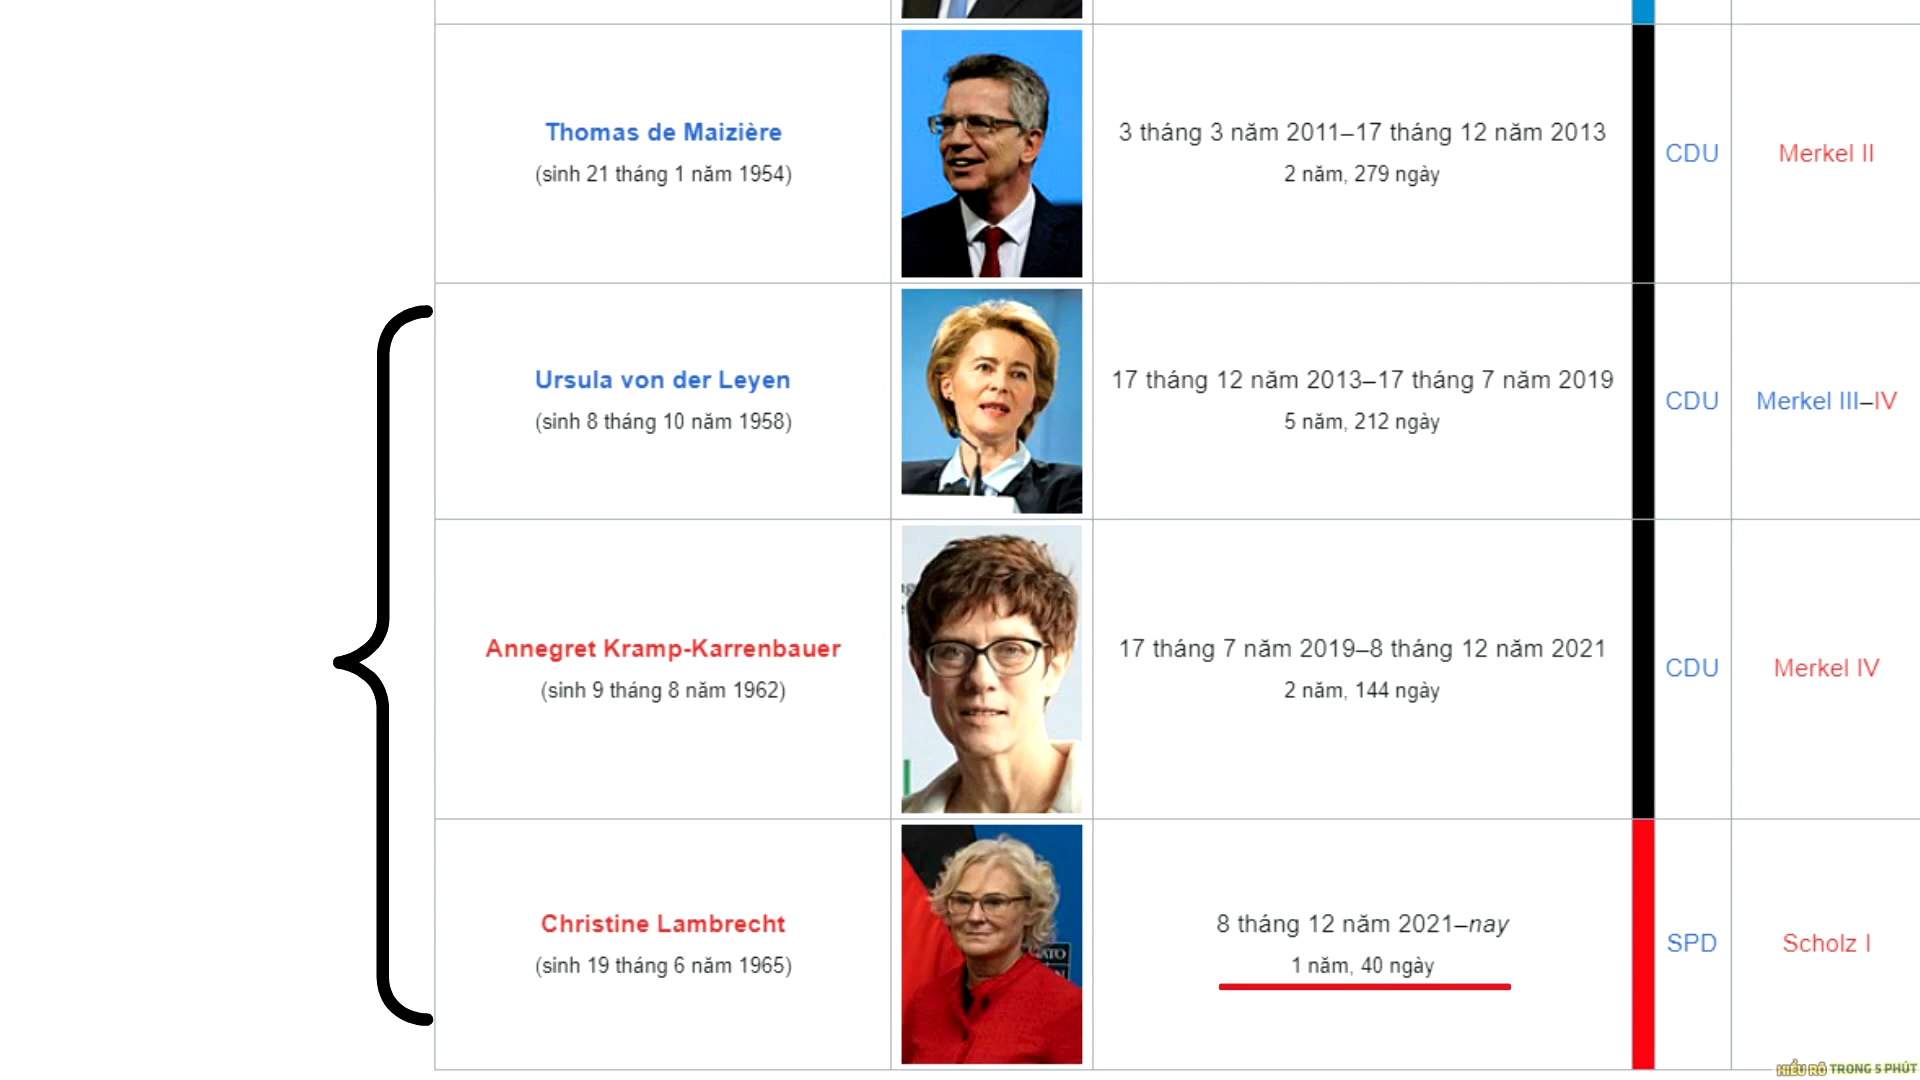 Thomas de Maizière
(sinh 21 tháng 1 năm 1954)
3 tháng 3 năm 2011–17 tháng 12 năm 2013
2 năm, 279 ngày
CDU
Merkel II
Ursula von der Leyen
(sinh 8 tháng 10 năm 1958)
17 tháng 12 năm 2013–17 tháng 7 năm 2019
5 năm, 212 ngày
CDU
Merkel III–IV
Annegret Kramp-Karrenbauer
(sinh 9 tháng 8 năm 1962)
17 tháng 7 năm 2019–8 tháng 12 năm 2021
2 năm, 144 ngày
CDU
Merkel IV
Christine Lambrecht
(sinh 19 tháng 6 năm 1965)
8 tháng 12 năm 2021–nay
1 năm, 40 ngày
SPD
Scholz I
HIỂU RÕ TRONG 5 PHÚT